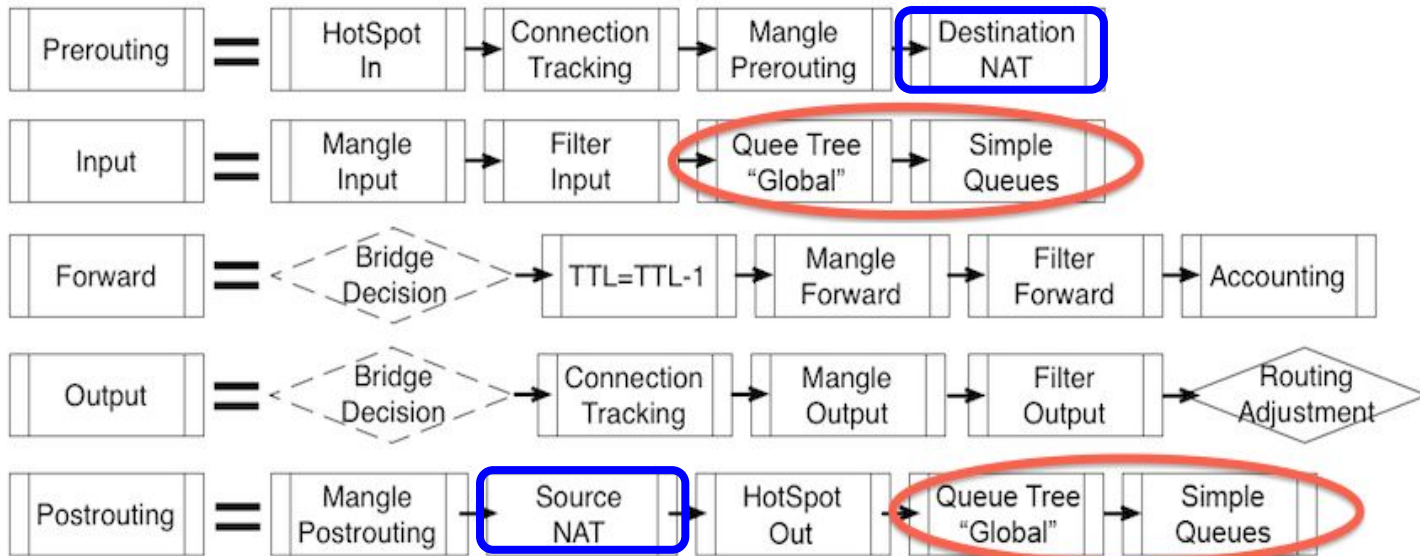 Prerouting
=
HotSpot
In
Connection
Tracking
Mangle
Prerouting
Destination
NAT
Input
=
Mangle
Input
Filter
Input
Quee Tree
“Global”
Simple
Queues
Forward
=
Bridge
Decision
TTL=TTL-1
Mangle
Forward
Filter
Forward
Accounting
Output
=
Bridge
Decision
Connection
Tracking
Mangle
Output
Filter
Output
Routing
Adjustment
Postrouting
=
Mangle
Postrouting
Source
NAT
HotSpot
Out
Queue Tree
“Global”
Simple
Queues